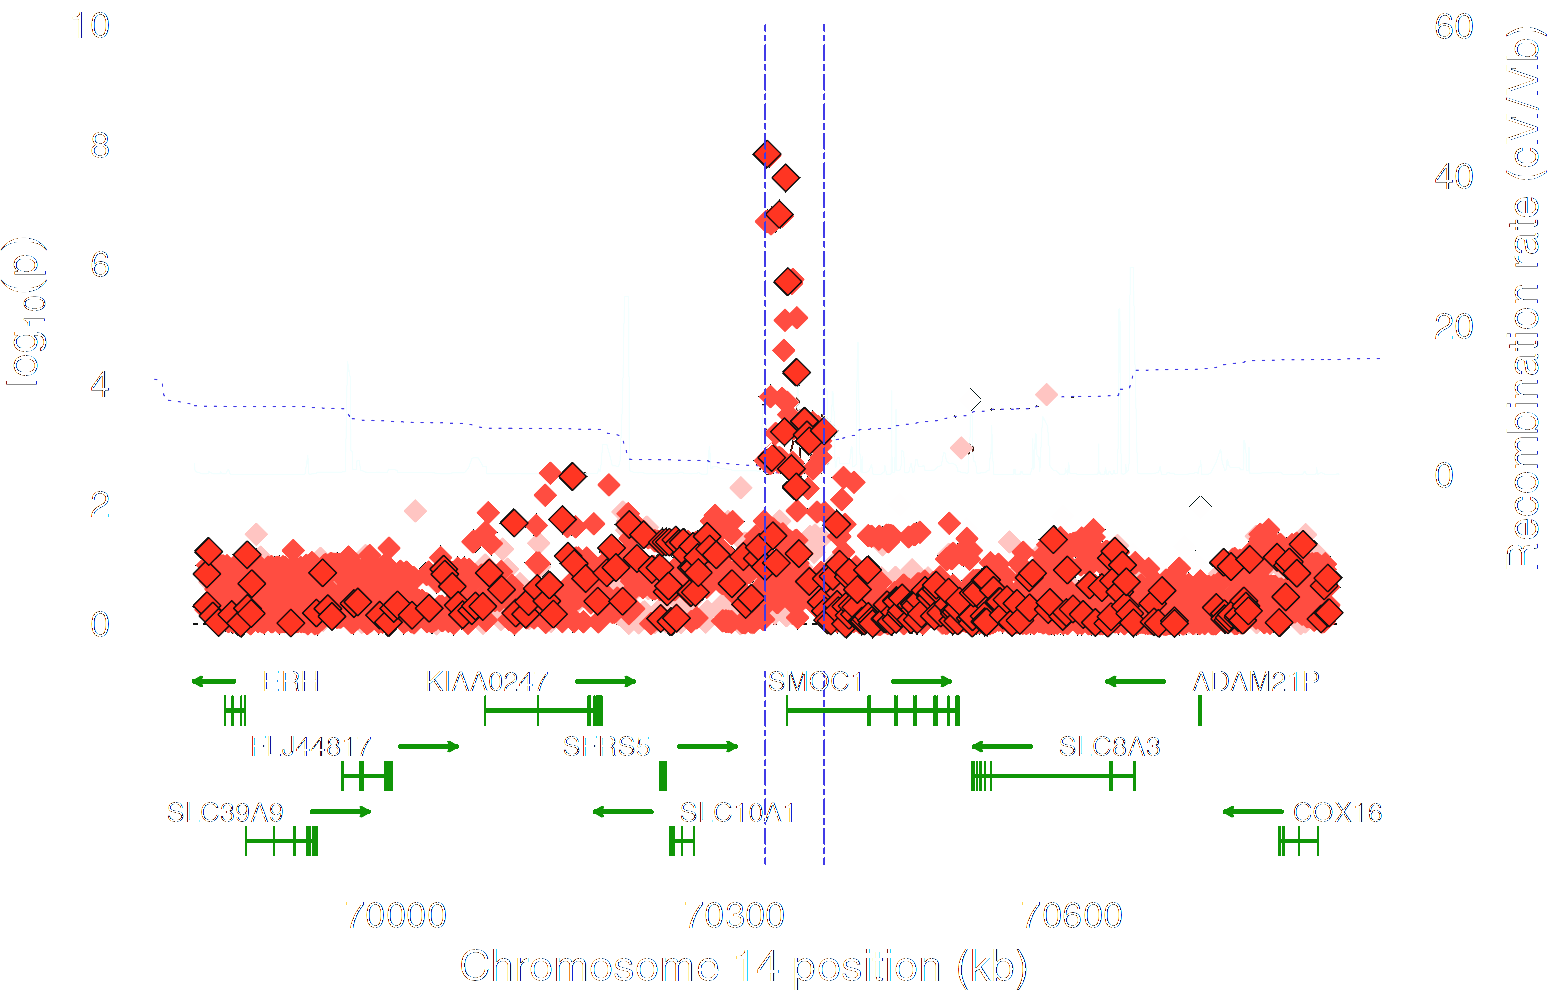 10
8
6
4
2
0
log10(p)
60
40
20
0
Recombination rate (cM/Mb)
ERH
KIAA0247
SMOC1
ADAM21P
FLJ44817
SFRS5
SLC8A3
SLC39A9
SLC10A1
COX16
70000
70300
70600
Chromosome 14 position (kb)